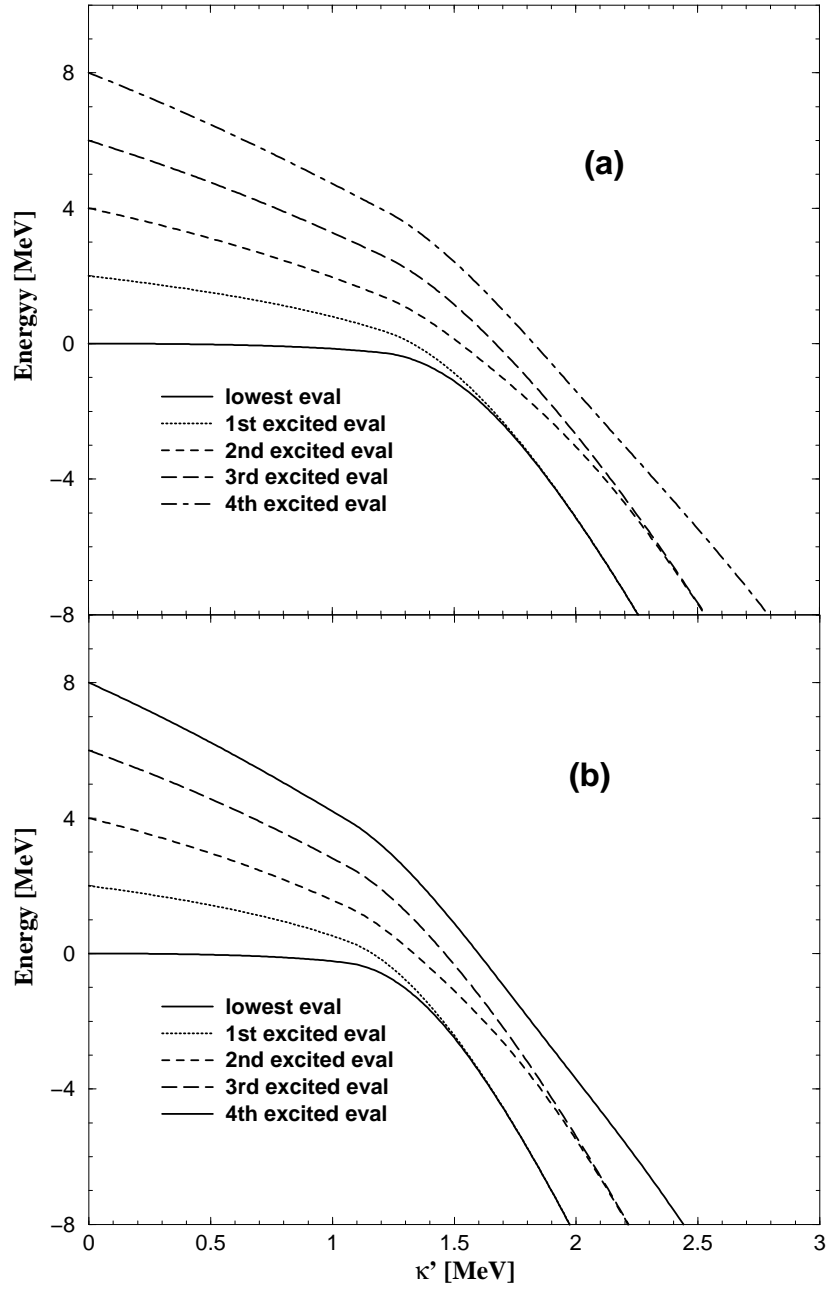 8
4
0
−4
−8
Energyy [MeV]
(a)
lowest eval
1st excited eval
2nd excited eval
3rd excited eval
4th excited eval
8
4
0
−4
−8
Energy [MeV]
(b)
lowest eval
1st excited eval
2nd excited eval
3rd excited eval
4th excited eval
0 0.5 1 1.5 2 2.5 3
κ’ [MeV]